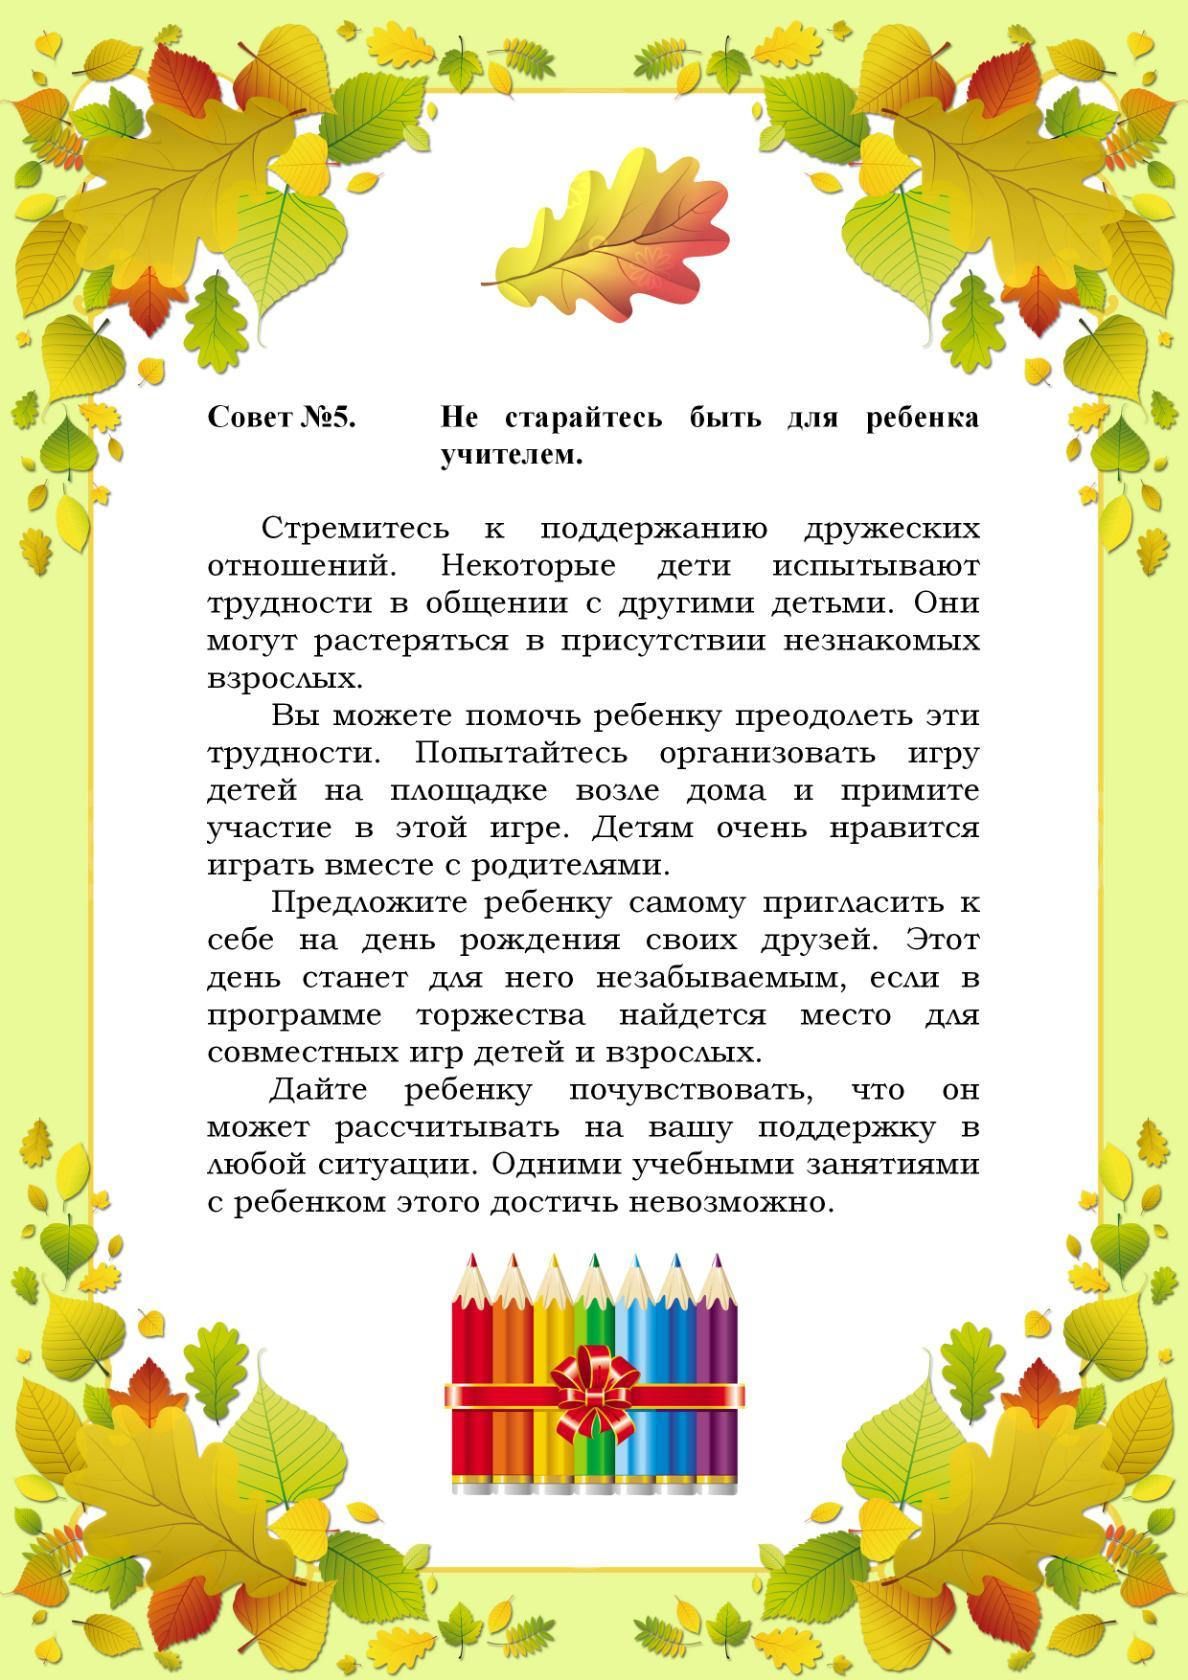 Совет №5. Не старайтесь быть для ребенка
учителем.
Стремитесь к поддержанию дружеских
отношений. Некоторые дети испытывают
трудности в общении с другими детьми. Они
могут растеряться в присутствии незнакомых
взрослых.
Вы можете помочь ребенку преодолеть эти
трудности. Попытайтесь организовать игру
детей на площадке возле дома и примите
участие в этой игре. Детям очень нравится
играть вместе с родителями.
Предложите ребенку самому пригласить к
себе на день рождения своих друзей. Этот
день станет для него незабываемым, если в
программе торжества найдется место для
совместных игр детей и взрослых.
Дайте ребенку почувствовать, что он
может рассчитывать на вашу поддержку в
любой ситуации. Одними учебными занятиями
с ребенком этого достичь невозможно.